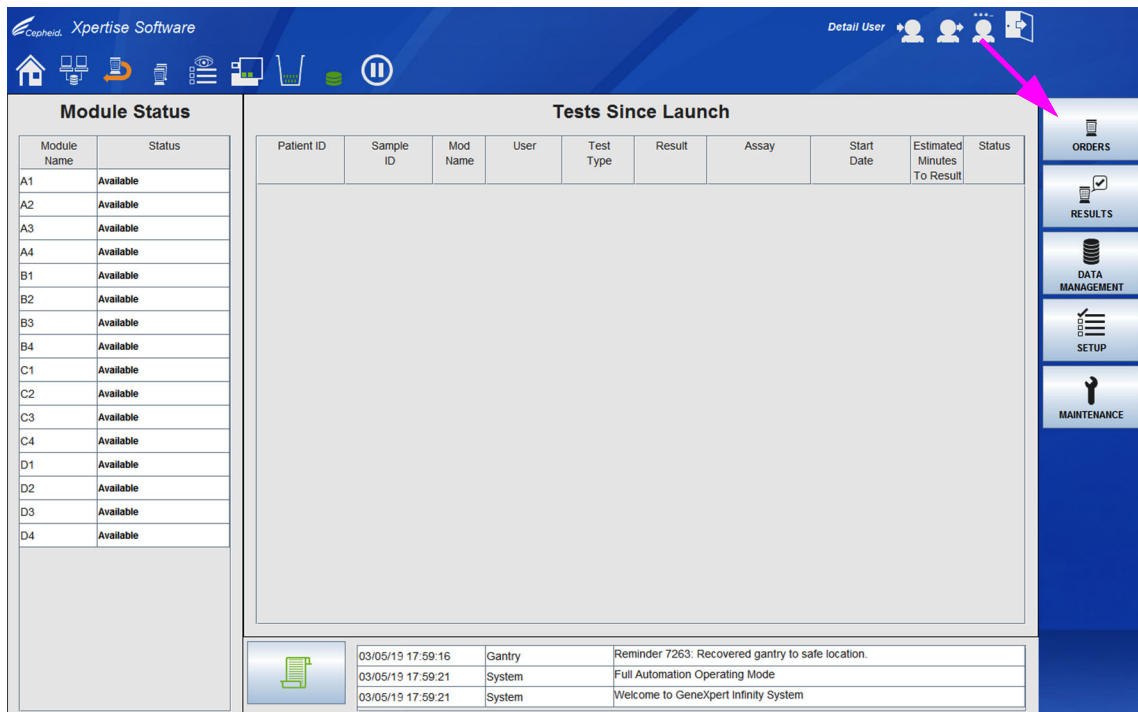 Cepheid. Xpertise Software
Detail User
Module Status
Module Name Status
A1 Available
A2 Available
A3 Available
A4 Available
B1 Available
B2 Available
B3 Available
B4 Available
C1 Available
C2 Available
C3 Available
C4 Available
D1 Available
D2 Available
D3 Available
D4 Available
Tests Since Launch
Patient ID Sample ID Mod Name User Test Type Result Assay Start Date Estimated Minutes To Result Status
03/05/19 17:59:16 Gantry Reminder 7263: Recovered gantry to safe location.
03/05/19 17:59:21 System Full Automation Operating Mode
03/05/19 17:59:21 System Welcome to GeneXpert Infinity System
ORDERS
RESULTS
DATA
MANAGEMENT
SETUP
MAINTENANCE